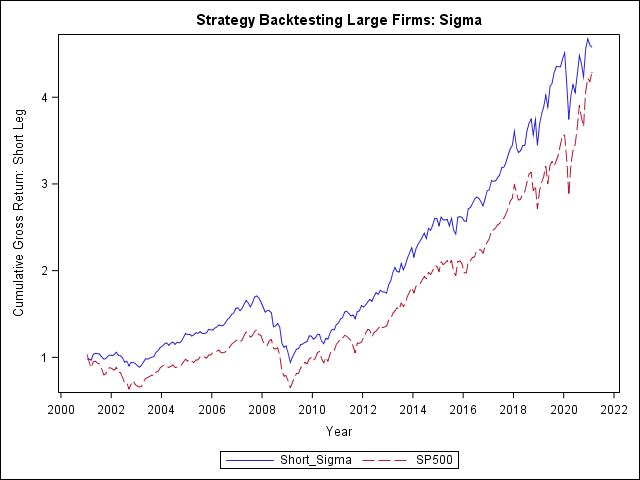 Strategy Backtesting Large Firms: Sigma
Cumulative Gross Return: Short Leg
4
3
2
1
2000 2002 2004 2006 2008 2010 2012 2014 2016 2018 2020 2022
Year
Short_Sigma SP500